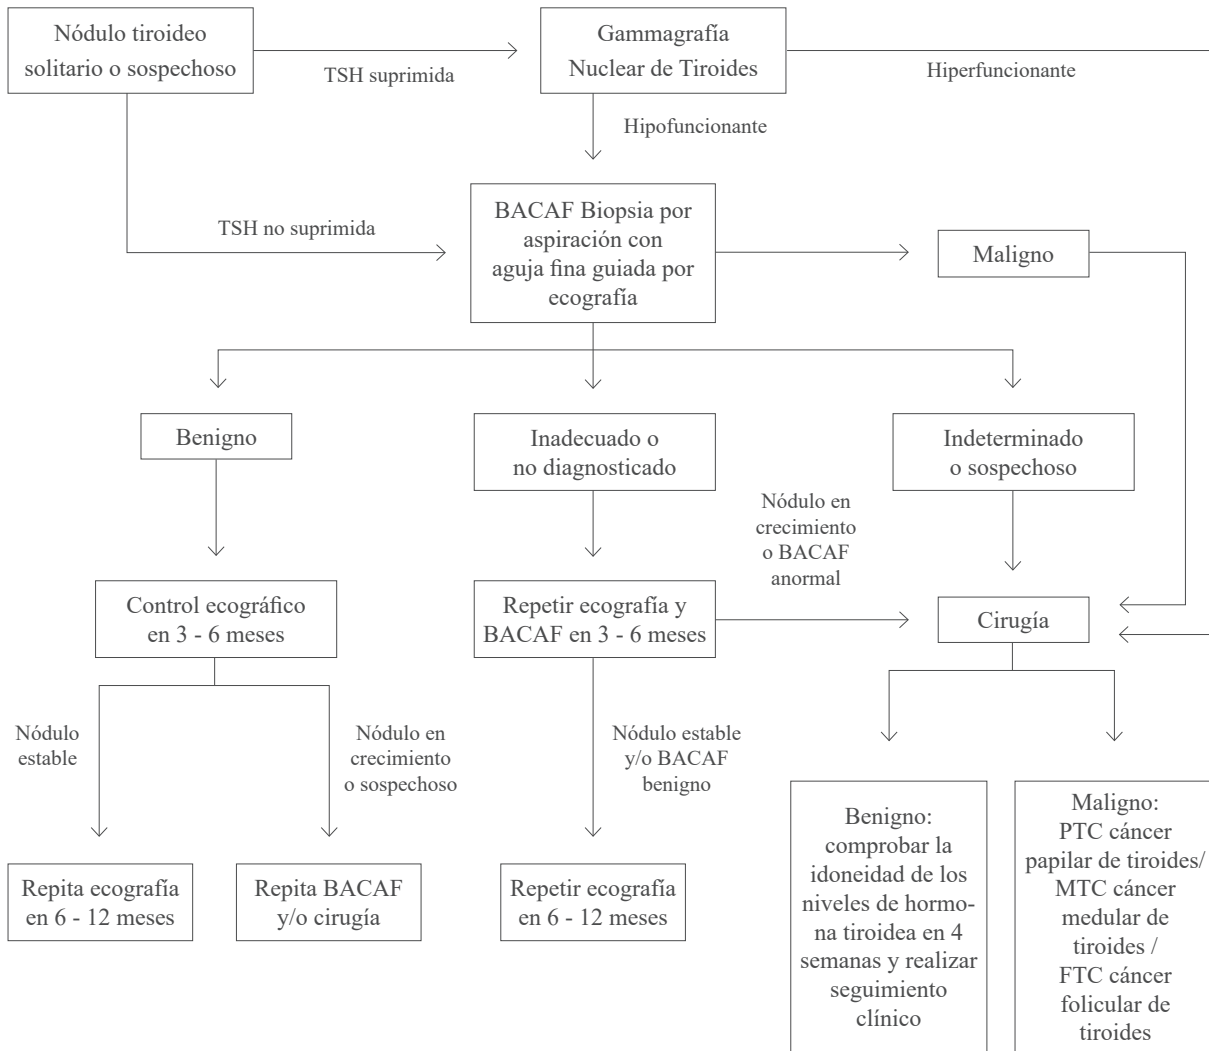 Nódulo tiroideo
solitario o sospechoso
TSH suprimida
Gammagrafía
Nuclear de Tiroides
Hiperfuncionante
Hipofuncionante
TSH no suprimida
BACAF Biopsia por
aspiración con
aguja fina guiada por
ecografía
Maligno
Benigno
Inadecuado o
no diagnosticado
Indeterminado
o sospechoso
Nódulo en
crecimiento
o BACAF
anormal
Control ecográfico
en 3 - 6 meses
Repetir ecografía y
BACAF en 3 - 6 meses
Cirugía
Nódulo
estable
Nódulo en
crecimiento
o sospechoso
Nódulo estable
y/o BACAF
benigno
Repita ecografía
en 6 - 12 meses
Repita BACAF
y/o cirugía
Repetir ecografía
en 6 - 12 meses
Benigno:
comprobar la
idoneidad de los
niveles de hormo-
na tiroidea en 4
semanas y realizar
seguimiento
clínico
Maligno:
PTC cáncer
papilar de tiroides/
MTC cáncer
medular de
tiroides /
FTC cáncer
folicular de
tiroides